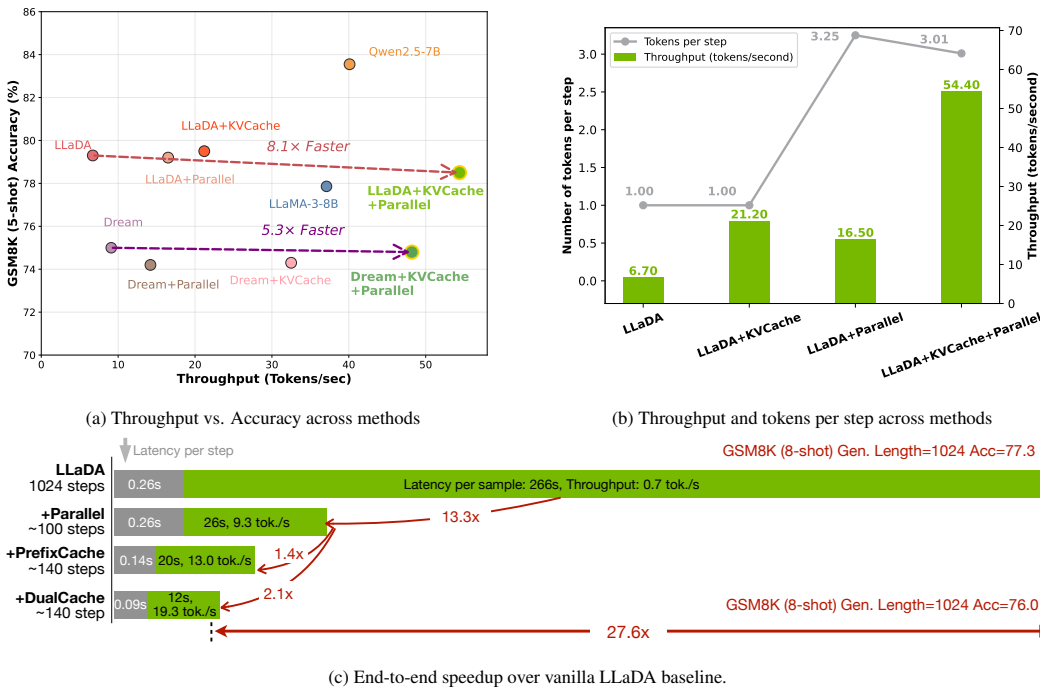 86
84
82
80
78
76
74
72
70
GSM8K (5-shot) Accuracy (%)
Qwen2.5-7B
LLaDA+KVCache
LLaDA
8.1× Faster
LLaDA+Parallel
LLaMA-3-8B
LLaDA+KVCache
+Parallel
Dream
5.3× Faster
Dream+Parallel
Dream+KVCache
Dream+KVCache
+Parallel
0
10
20
30
40
50
Throughput (Tokens/sec)
(a) Throughput vs. Accuracy across methods
Tokens per step
Throughput (tokens/second)
3.0
2.5
2.0
1.5
1.0
0.5
0.0
Number of tokens per step
70
60
50
40
30
20
10
0
Throughput (tokens/second)
1.00
1.00
3.25
3.01
6.70
21.20
16.50
54.40
LLaDA
LLaDA+KVCache
LLaDA+Parallel
LLaDA+KVCache+Parallel
(b) Throughput and tokens per step across methods
Latency per step
GSM8K (8-shot) Gen. Length=1024 Acc=77.3
LLaDA
1024 steps
0.26s
Latency per sample: 266s, Throughput: 0.7 tok./s
+Parallel
~100 steps
0.26s
26s, 9.3 tok./s
13.3x
+PrefixCache
~140 steps
0.14s
20s, 13.0 tok./s
1.4x
+DualCache
~140 step
0.09s
12s,
19.3 tok./s
2.1x
GSM8K (8-shot) Gen. Length=1024 Acc=76.0
27.6x
(c) End-to-end speedup over vanilla LLaDA baseline.